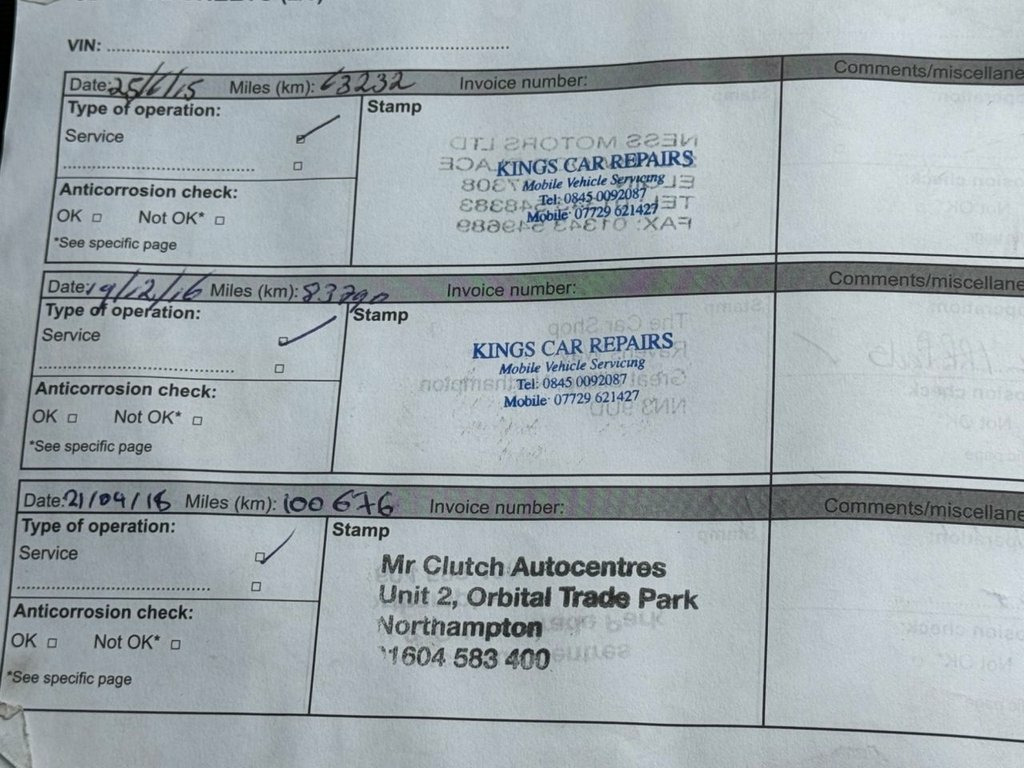 VIN:
Date: 25/6/15 Miles (km): 63232 Invoice number: Comments/miscellane
Type of operation:
Service
Stamp
KINGS CAR REPAIRS
Mobile Vehicle Servicing
Tel: 0845 0092087
Mobile: 07729 621427
Anticorrosion check:
OK Not OK*
*See specific page
Date: 19/12/16 Miles (km): 83790 Invoice number: Comments/miscellane
Type of operation:
Service
Stamp
KINGS CAR REPAIRS
Mobile Vehicle Servicing
Tel: 0845 0092087
Mobile: 07729 621427
Anticorrosion check:
OK Not OK*
*See specific page
Date: 21/04/18 Miles (km): 100 676 Invoice number: Comments/miscellane
Type of operation:
Service
Stamp
Mr Clutch Autocentres
Unit 2, Orbital Trade Park
Northampton
1604 583 400
Anticorrosion check:
OK Not OK*
*See specific page